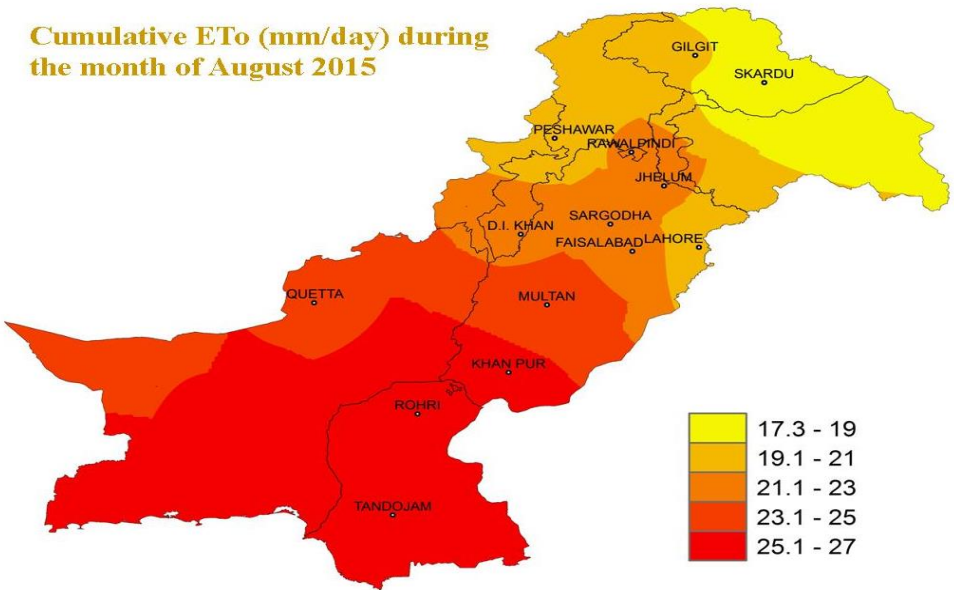 Cumulative ETo (mm/day) during
the month of August 2015
GILGIT
SKARDU
PESHAWAR
RAWALPINDI
JHELUM
SARGODHA
D.I. KHAN
FAISALABAD
LAHORE
QUETTA
MULTAN
KHAN PUR
ROHRI
TANDOJAM
17.3 - 19
19.1 - 21
21.1 - 23
23.1 - 25
25.1 - 27